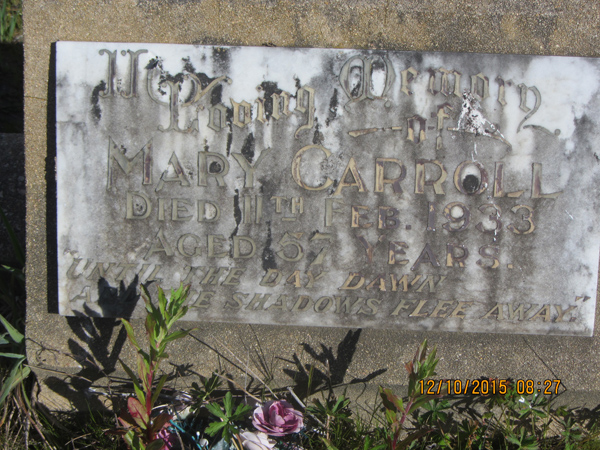 In Loving Memory
of
MARY CARROLL
DIED 11TH FEB. 1933
AGED 57 YEARS.
"UNTIL THE DAY DAWN
AND THE SHADOWS FLEE AWAY."
12/10/2015 08:27